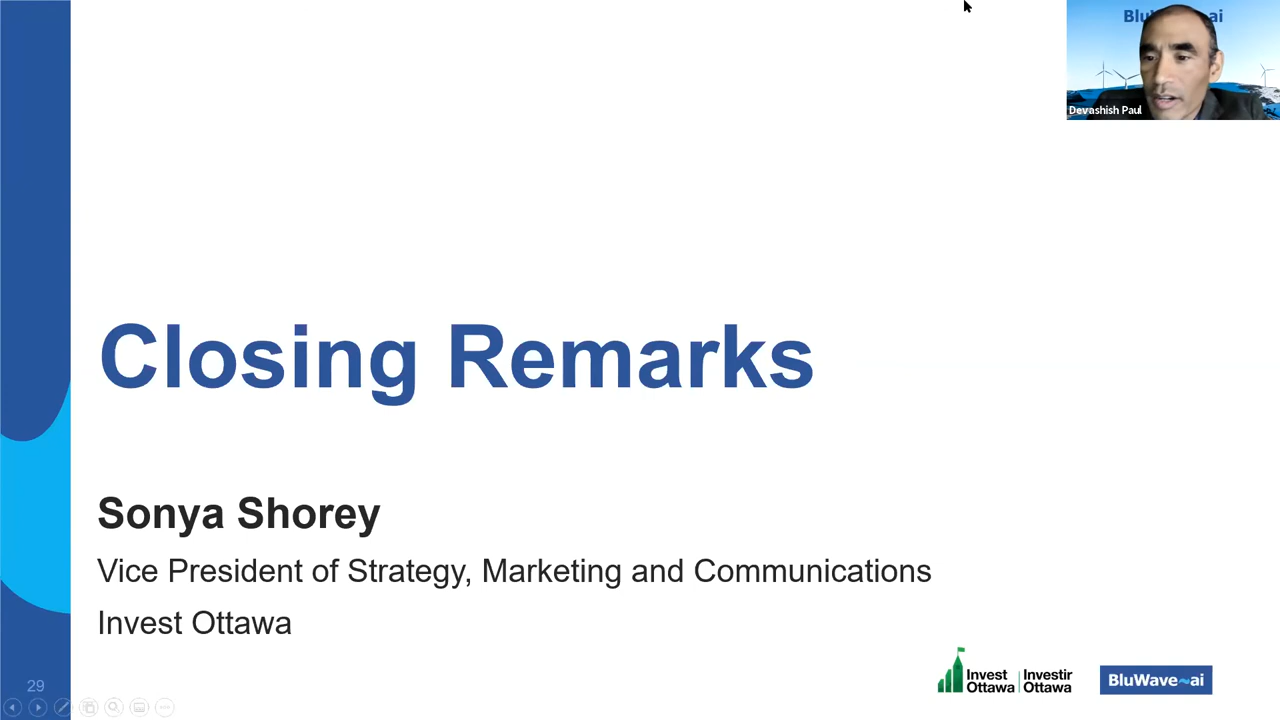 Devashish Paul
Closing Remarks
Sonya Shorey
Vice President of Strategy, Marketing and Communications
Invest Ottawa
29
Invest
Ottawa
Investir
Ottawa
BluWave~ai